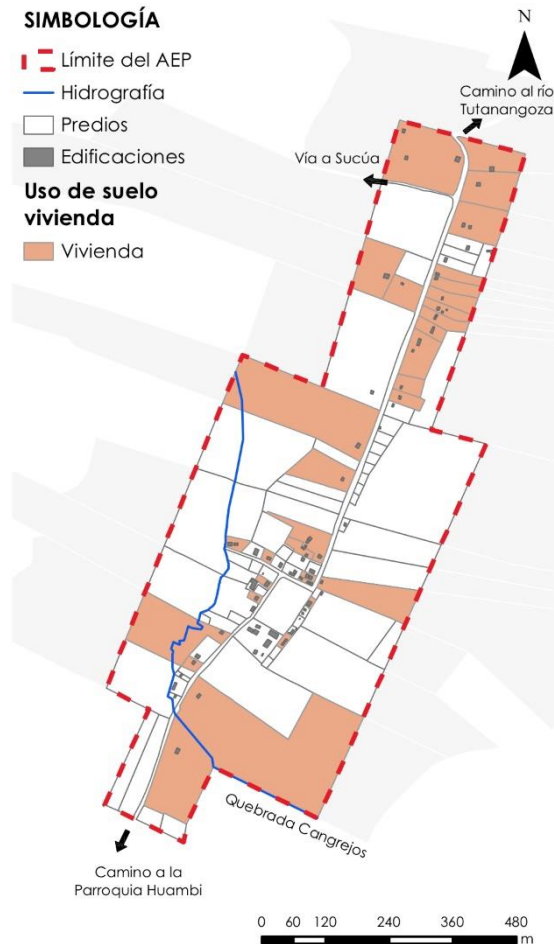 SIMBOLOGÍA
Límite del AEP
Hidrografía
Predios
Edificaciones
Uso de suelo
vivienda
Vivienda
N
Camino al río
Tutanangoza
Vía a Sucúa
Quebrada Cangrejos
Camino a la
Parroquia Huambi
0 60 120 240 360 480
m